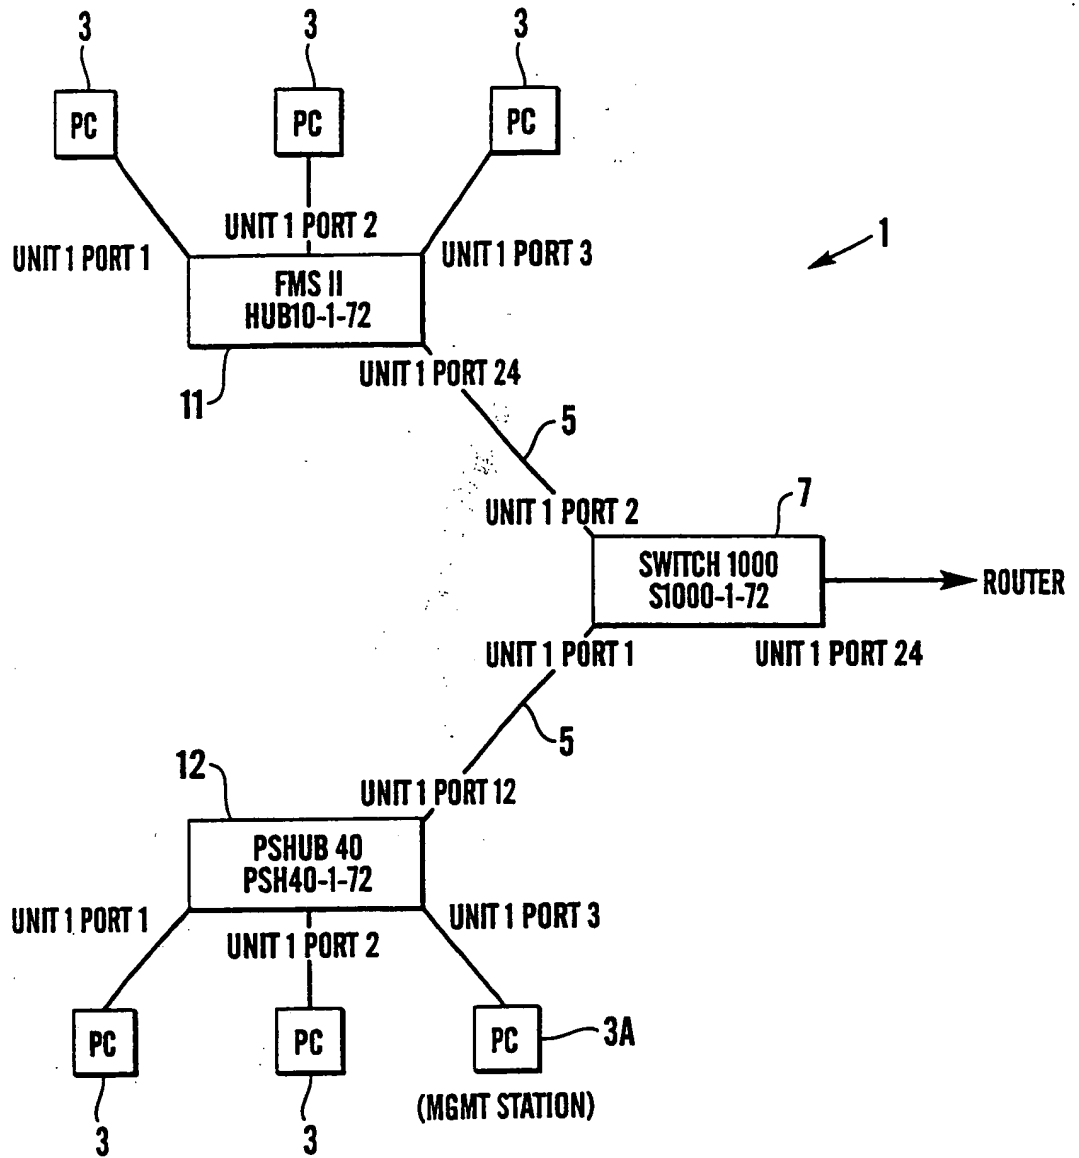 3
3
3
PC
PC
PC
UNIT 1 PORT 2
UNIT 1 PORT 1
UNIT 1 PORT 3
1
FMS II
HUB10-1-72
UNIT 1 PORT 24
11
5
7
UNIT 1 PORT 2
SWITCH 1000
S1000-1-72
ROUTER
UNIT 1 PORT 1
UNIT 1 PORT 24
5
12
UNIT 1 PORT 12
PSHUB 40
PSH40-1-72
UNIT 1 PORT 1
UNIT 1 PORT 3
UNIT 1 PORT 2
PC
PC
PC
3A
(MGMT STATION)
3
3